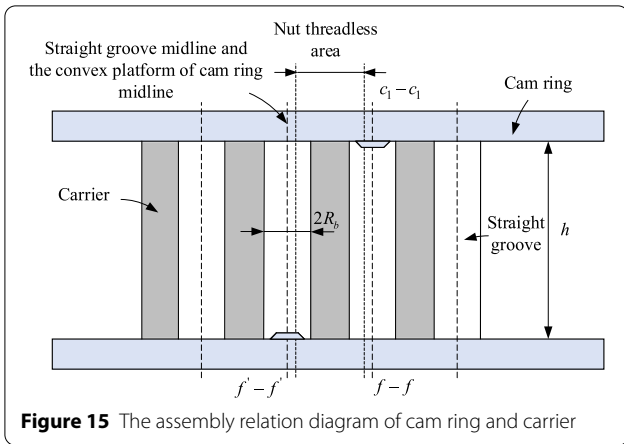 Nut threadless
area
Straight groove midline and
the convex platform of cam ring
midline
c₁ – c₁
Cam ring
Carrier
2R_b
Straight
groove
h
f' – f'
f – f
Figure 15 The assembly relation diagram of cam ring and carrier